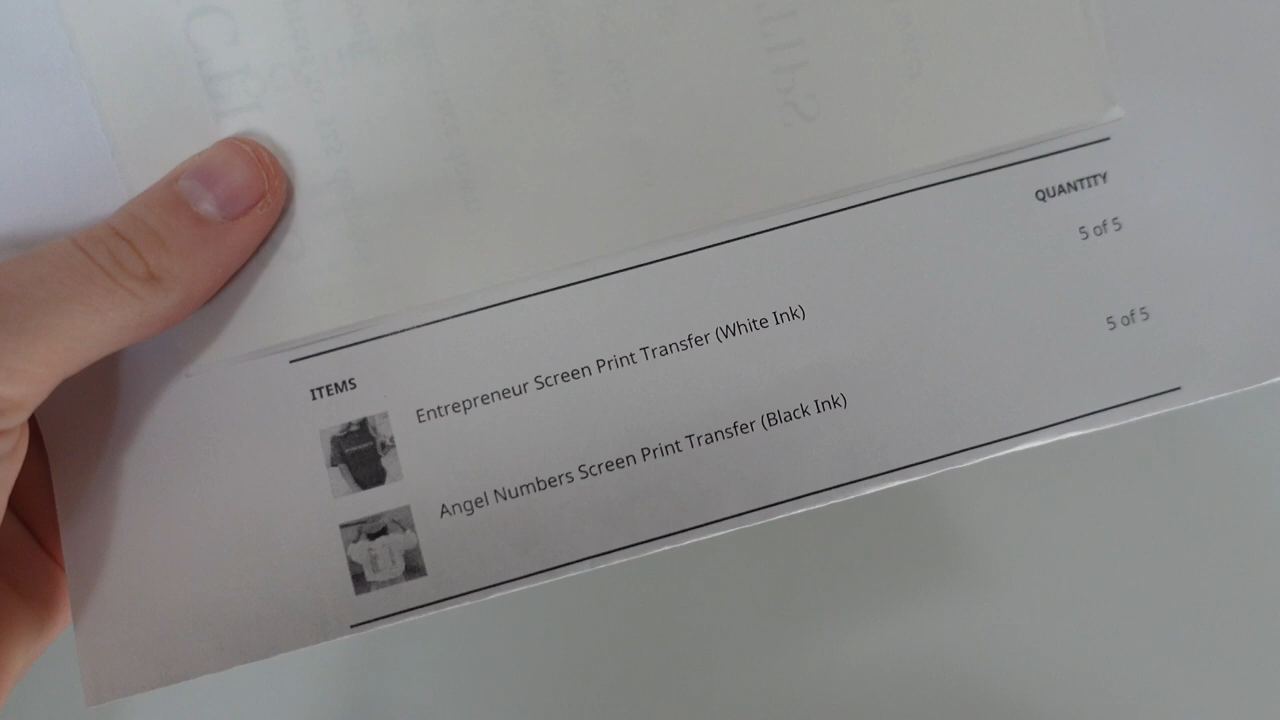 ITEMS QUANTITY
Entrepreneur Screen Print Transfer (White Ink) 5 of 5
Angel Numbers Screen Print Transfer (Black Ink) 5 of 5